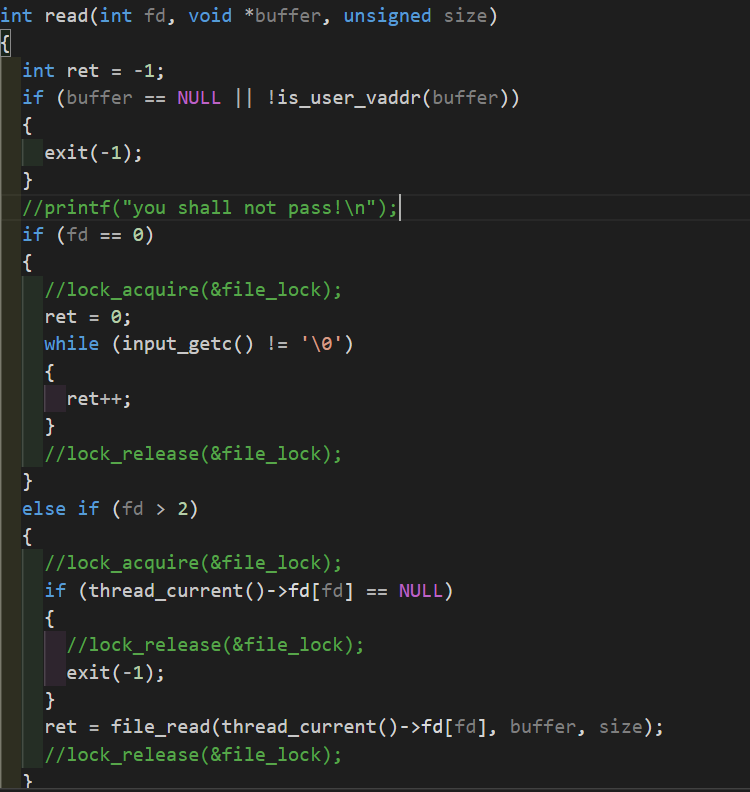 int read(int fd, void *buffer, unsigned size)
{
  int ret = -1;
  if (buffer == NULL || !is_user_vaddr(buffer))
  {
    exit(-1);
  }
  //printf("you shall not pass!\n");
  if (fd == 0)
  {
    //lock_acquire(&file_lock);
    ret = 0;
    while (input_getc() != '\0')
    {
      ret++;
    }
    //lock_release(&file_lock);
  }
  else if (fd > 2)
  {
    //lock_acquire(&file_lock);
    if (thread_current()->fd[fd] == NULL)
    {
      //lock_release(&file_lock);
      exit(-1);
    }
    ret = file_read(thread_current()->fd[fd], buffer, size);
    //lock_release(&file_lock);
  }